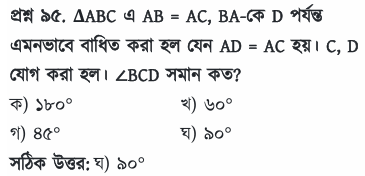 প্রশ্ন ৯৫. ΔABC এ AB = AC, BA-কে D পর্যন্ত
এমনভাবে বাধিত করা হল যেন AD = AC হয়। C, D
যোগ করা হল। ∠BCD সমান কত?
ক) ১৮০° খ) ৬০°
গ) ৪৫° ঘ) ৯০°
সঠিক উত্তর: ঘ) ৯০°